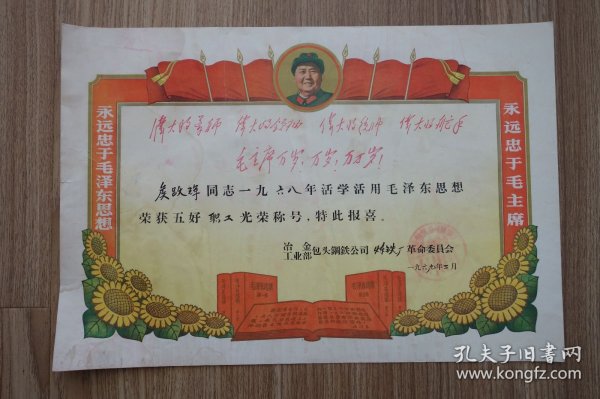 伟大的导师 伟大的领袖 伟大的统帅 伟大的舵手
毛主席万岁!万岁!万万岁!
永远忠于毛泽东思想
永远忠于毛主席
同志一九六八年活学活用毛泽东思想
荣获五好职工光荣称号,特此报喜。
冶金
工业部 包头鋼鉄公司 炼铁厂 革命委员会
一九六九年三月
孔夫子旧书网
www.kongfz.com